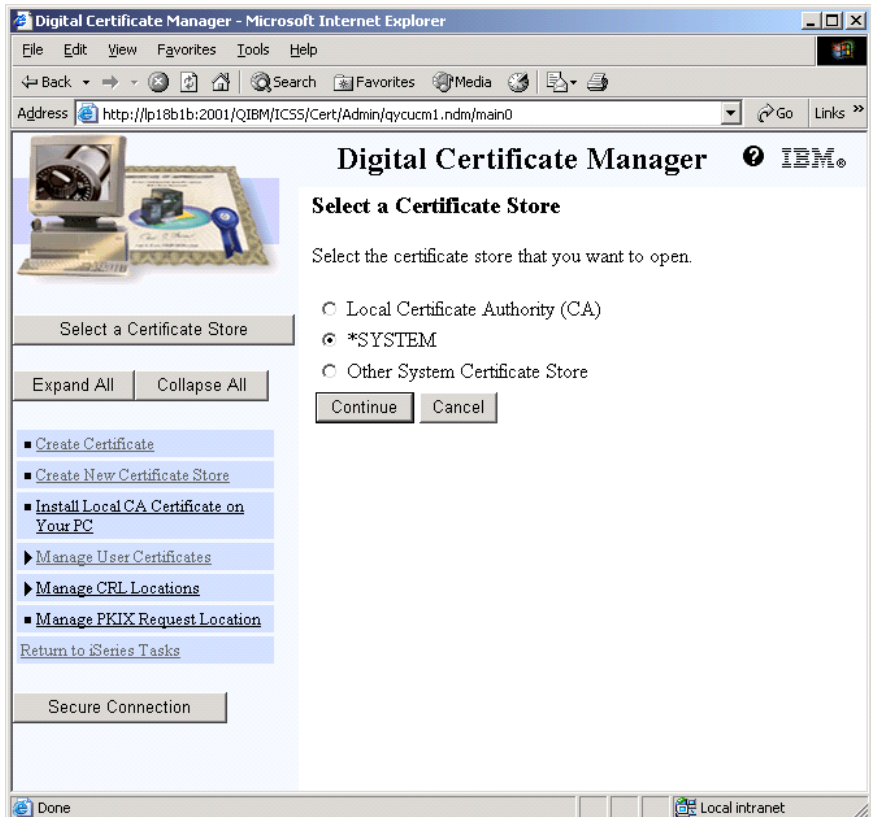 Digital Certificate Manager - Microsoft Internet Explorer
File Edit View Favorites Tools Help
Back Search Favorites Media
Address http://lp18b1b:2001/QIBM/ICSS/Cert/Admin/qycucm1.ndm/main0 Go Links »
Digital Certificate Manager ? IBM®
Select a Certificate Store
Select the certificate store that you want to open.
Local Certificate Authority (CA)
*SYSTEM
Other System Certificate Store
Continue Cancel
Select a Certificate Store
Expand All Collapse All
Create Certificate
Create New Certificate Store
Install Local CA Certificate on
Your PC
Manage User Certificates
Manage CRL Locations
Manage PKIX Request Location
Return to iSeries Tasks
Secure Connection
Done Local intranet